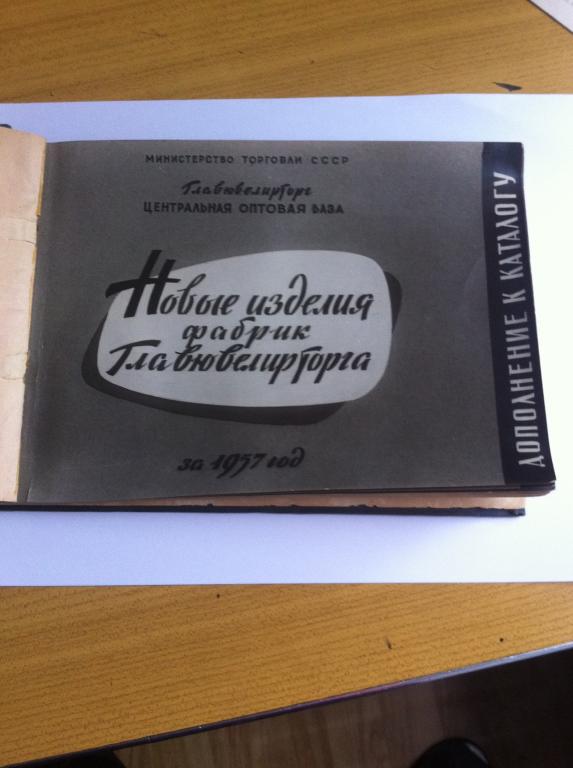 МИНИСТЕРСТВО ТОРГОВЛИ СССР
Главювелирторг
ЦЕНТРАЛЬНАЯ ОПТОВАЯ БАЗА
Новые изделия
фабрик
Главювелирторга
за 1957 год
ДОПОЛНЕНИЕ К КАТАЛОГУ